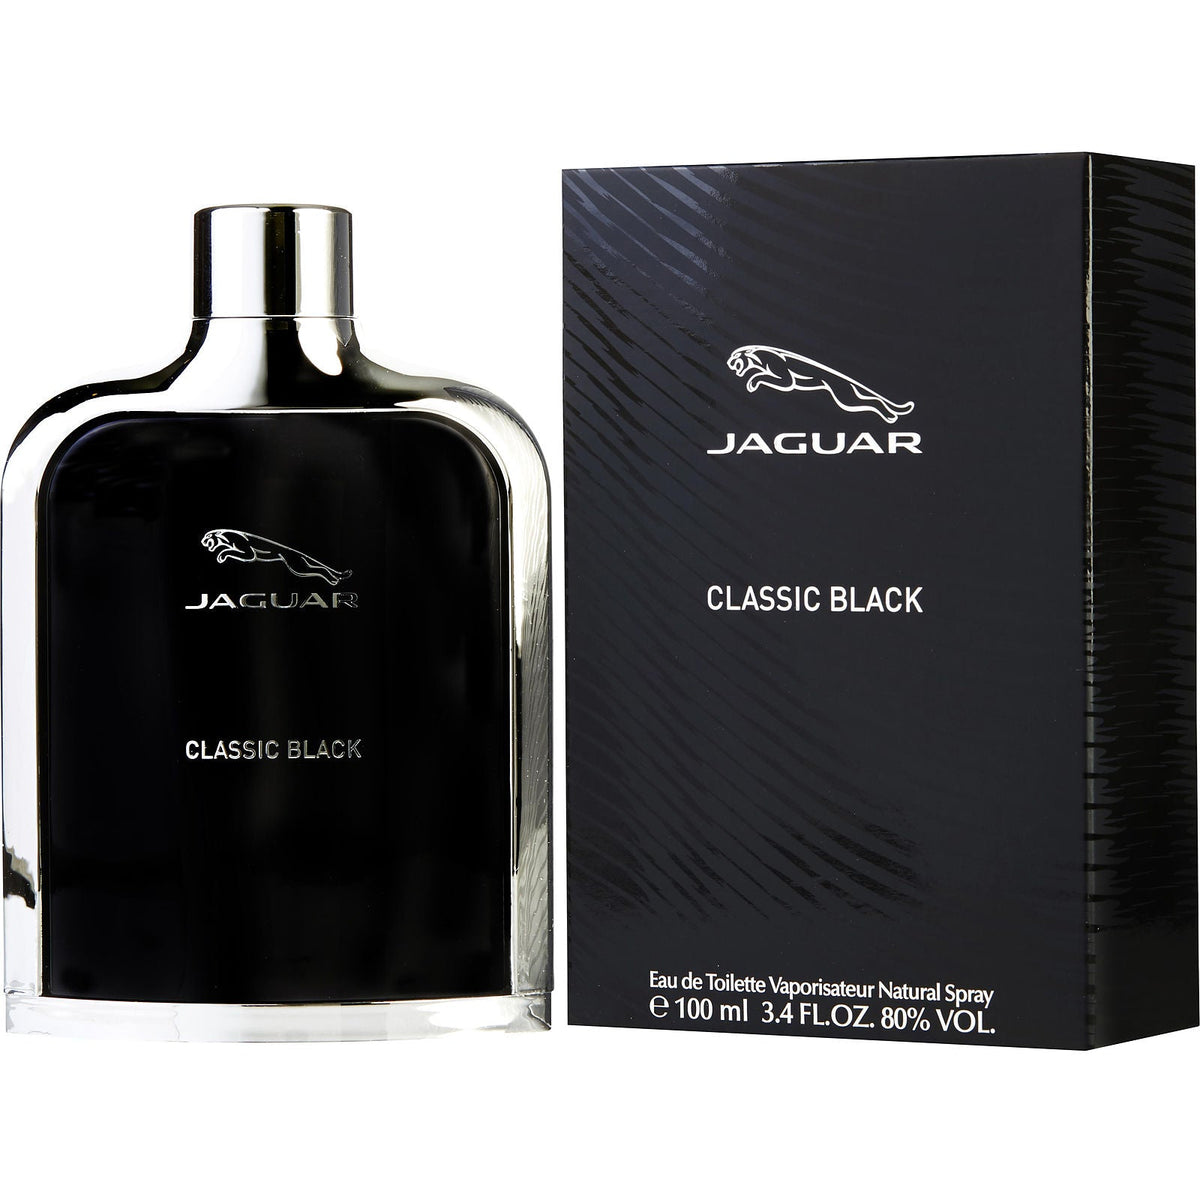 JAGUAR
CLASSIC BLACK
JAGUAR
CLASSIC BLACK
Eau de Toilette Vaporisateur Natural Spray
℮ 100 ml 3.4 FL.OZ. 80% VOL.